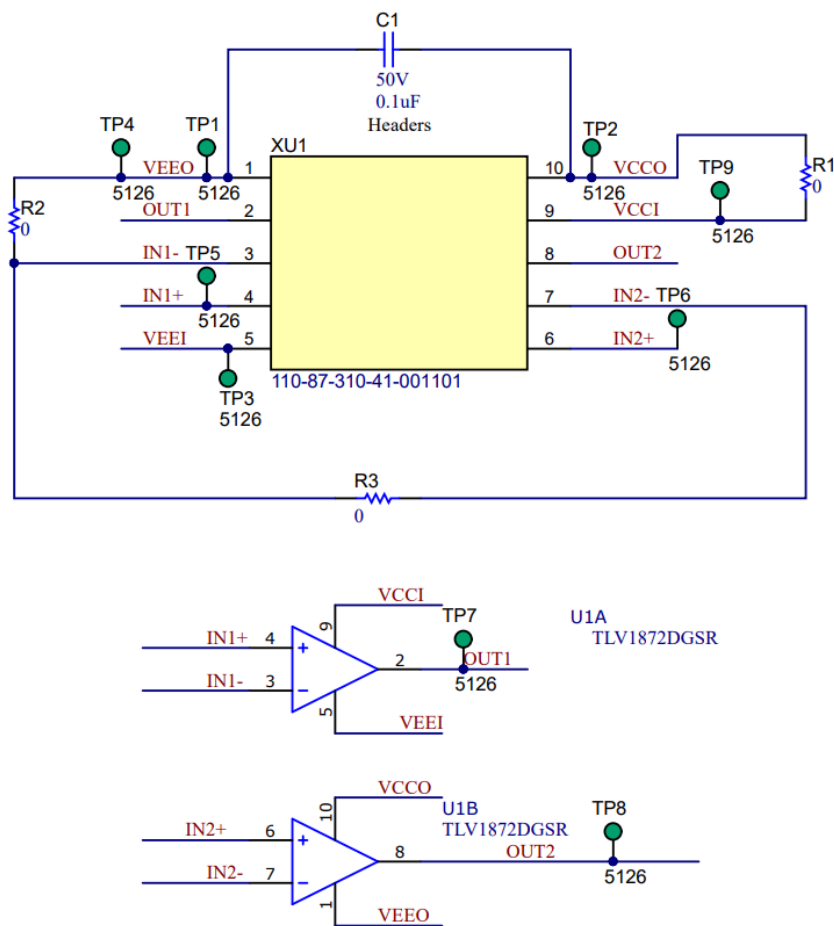 C1
50V
0.1uF
Headers
TP4
TP1
XU1
TP2
TP9
R1
0
VEEO
5126
5126
1
10
VCCO
5126
R2
0
OUT1
2
9
VCCI
5126
IN1-
TP5
3
8
OUT2
IN1+
5126
4
7
IN2-
TP6
VEEI
5
6
IN2+
5126
TP3
5126
110-87-310-41-001101
R3
0
VCCI
9
IN1+
4
+
IN1-
3
−
2
TP7
OUT1
5126
5
VEEI
U1A
TLV1872DGSR
VCCO
10
U1B
TLV1872DGSR
IN2+
6
+
IN2-
7
−
8
OUT2
TP8
5126
1
VEEO